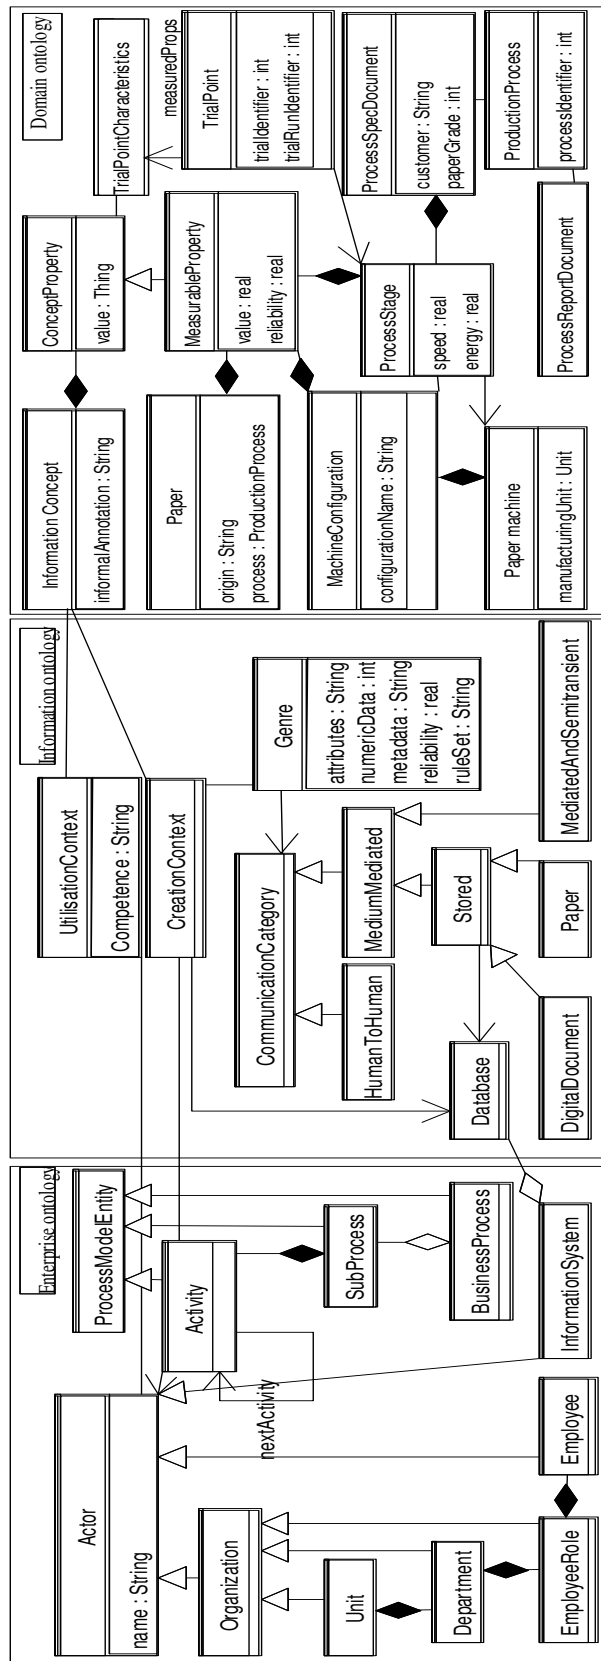 Enterprise ontology
Actor
name : String
ProcessModelEntity
Organization
Activity
nextActivity
Unit
SubProcess
Department
BusinessProcess
EmployeeRole
Employee
InformationSystem
Information ontology
UtilisationContext
Competence : String
CreationContext
CommunicationCategory
Genre
attributes : String
numericData : int
metadata : String
reliability : real
ruleSet : String
HumanToHuman
MediumMediated
Database
Stored
DigitalDocument
Paper
MediatedAndSemitransient
Domain ontology
Information Concept
informalAnnotation : String
ConceptProperty
value : Thing
TrialPointCharacteristics
measuredProps
Paper
origin : String
process : ProductionProcess
MeasurableProperty
value : real
reliability : real
TrialPoint
trialIdentifier : int
trialRunIdentifier : int
MachineConfiguration
configurationName : String
ProcessStage
speed : real
energy : real
ProcessSpecDocument
customer : String
paperGrade : int
Paper machine
manufacturingUnit : Unit
ProcessReportDocument
ProductionProcess
processIdentifier : int